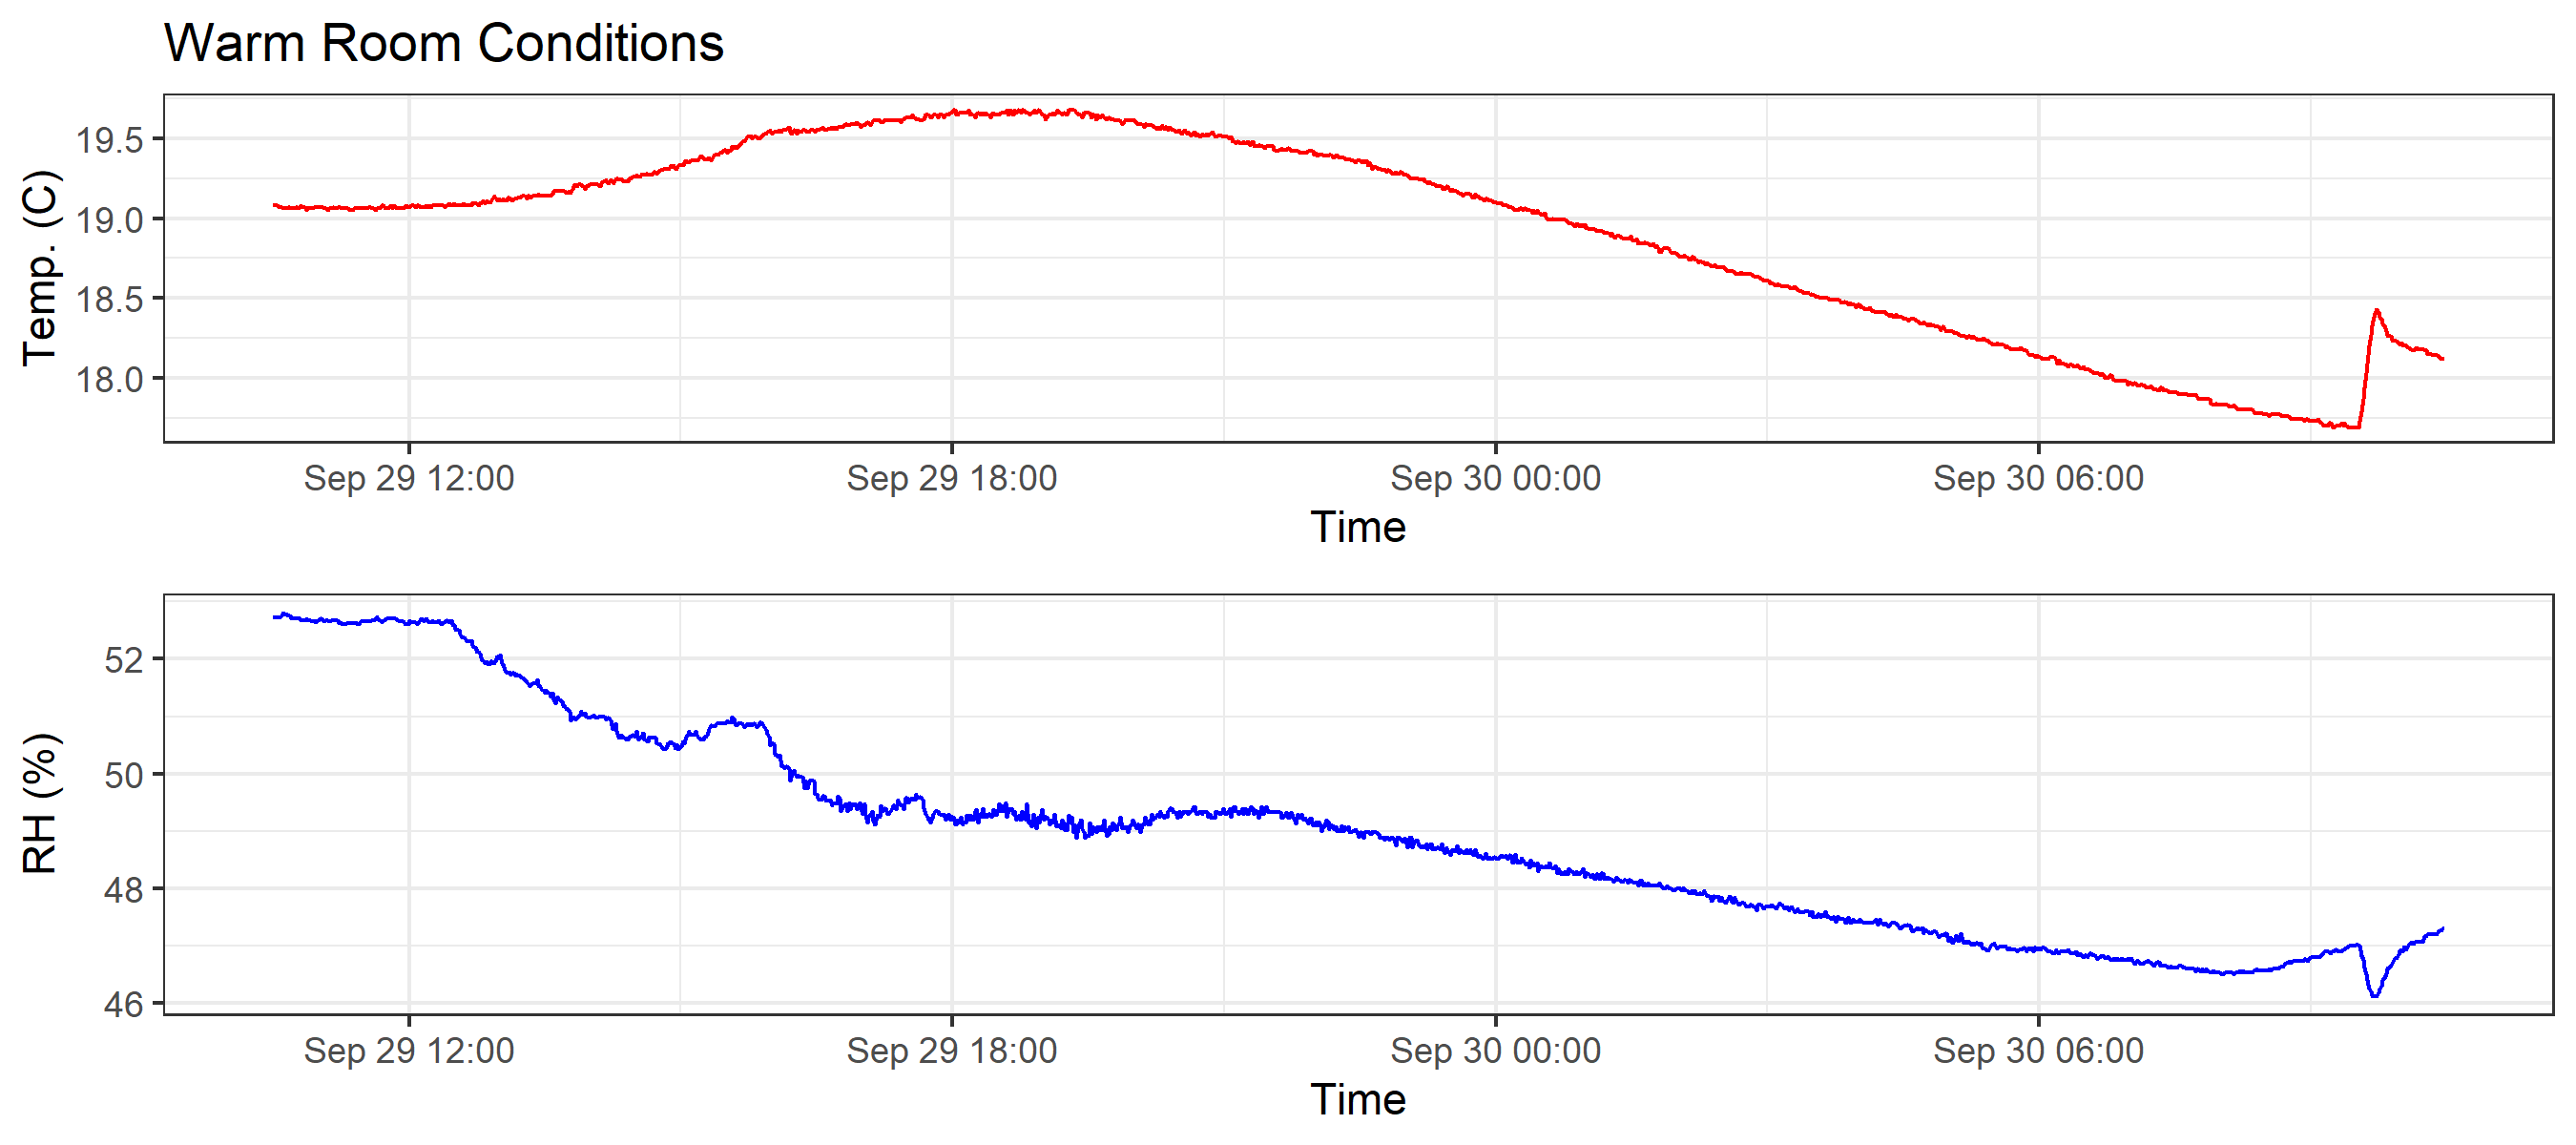 Warm Room Conditions
Temp. (C)
19.5
19.0
18.5
18.0
Sep 29 12:00 Sep 29 18:00 Sep 30 00:00 Sep 30 06:00
Time
RH (%)
52
50
48
46
Sep 29 12:00 Sep 29 18:00 Sep 30 00:00 Sep 30 06:00
Time